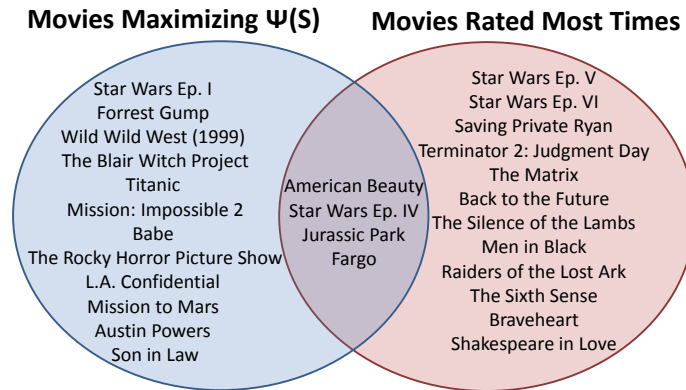 Movies Maximizing Ψ(S)
Movies Rated Most Times
Star Wars Ep. I
Forrest Gump
Wild Wild West (1999)
The Blair Witch Project
Titanic
Mission: Impossible 2
Babe
The Rocky Horror Picture Show
L.A. Confidential
Mission to Mars
Austin Powers
Son in Law
American Beauty
Star Wars Ep. IV
Jurassic Park
Fargo
Star Wars Ep. V
Star Wars Ep. VI
Saving Private Ryan
Terminator 2: Judgment Day
The Matrix
Back to the Future
The Silence of the Lambs
Men in Black
Raiders of the Lost Ark
The Sixth Sense
Braveheart
Shakespeare in Love